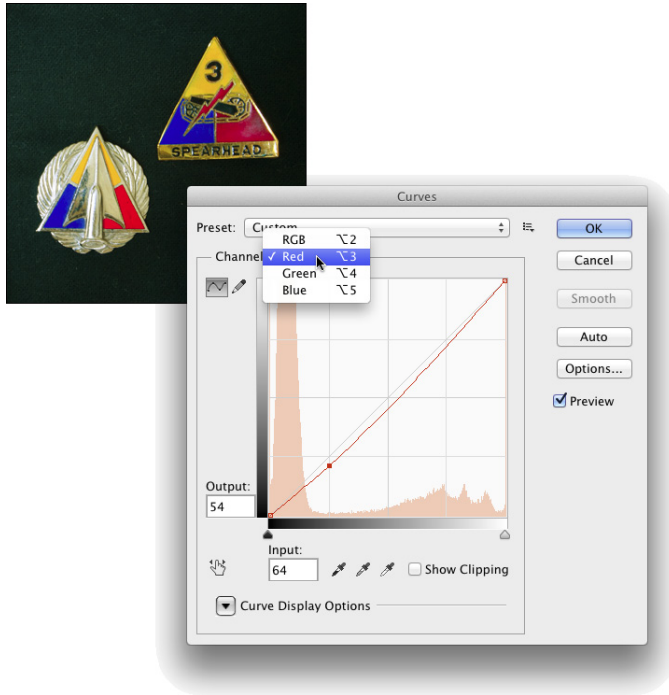 3
SPEARHEAD
Curves
Preset: Custom
Channel
RGB ⌥2
✓ Red ⌥3
Green ⌥4
Blue ⌥5
OK
Cancel
Smooth
Auto
Options...
Preview
Output:
54
Input:
64
Show Clipping
Curve Display Options